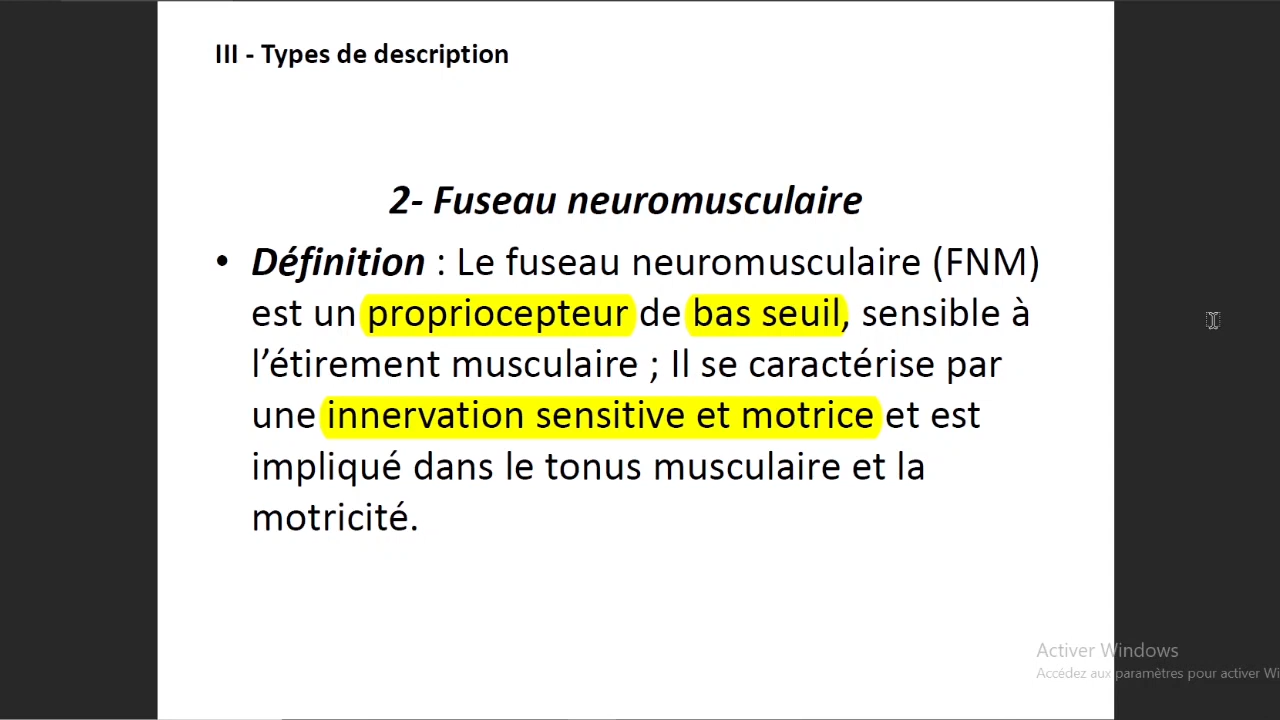 III - Types de description
2- Fuseau neuromusculaire
• Définition : Le fuseau neuromusculaire (FNM)
est un propriocepteur de bas seuil, sensible à
l’étirement musculaire ; Il se caractérise par
une innervation sensitive et motrice et est
impliqué dans le tonus musculaire et la
motricité.
Activer Windows
Accédez aux paramètres pour activer Wi